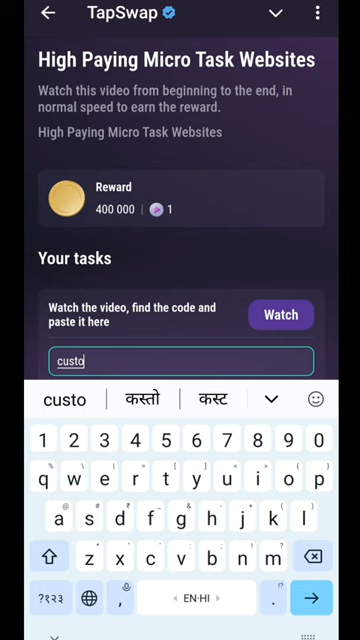 TapSwap
High Paying Micro Task Websites
Watch this video from beginning to the end, in
normal speed to earn the reward.
High Paying Micro Task Websites
Reward
400 000 | 1
Your tasks
Watch the video, find the code and
paste it here
Watch
custo
custo कस्तो कस्ट
1 2 3 4 5 6 7 8 9 0
q w e r t y u i o p
a s d f g h j k l
z x c v b n m
?१२३ , EN·HI .